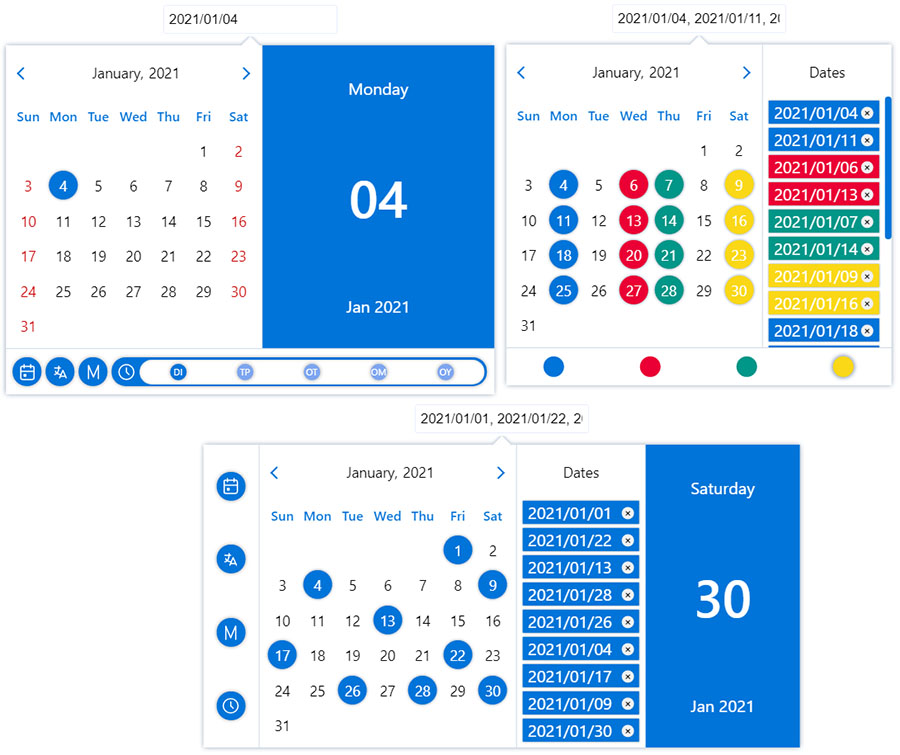 2021/01/04
January, 2021
Sun Mon Tue Wed Thu Fri Sat
1 2
3 4 5 6 7 8 9
10 11 12 13 14 15 16
17 18 19 20 21 22 23
24 25 26 27 28 29 30
31
Monday
04
Jan 2021
M DI TP OT OM OY
2021/01/04, 2021/01/11, 20
January, 2021
Sun Mon Tue Wed Thu Fri Sat
1 2
3 4 5 6 7 8 9
10 11 12 13 14 15 16
17 18 19 20 21 22 23
24 25 26 27 28 29 30
31
Dates
2021/01/04
2021/01/11
2021/01/06
2021/01/13
2021/01/07
2021/01/14
2021/01/09
2021/01/16
2021/01/18
2021/01/01, 2021/01/22, 2
M
January, 2021
Sun Mon Tue Wed Thu Fri Sat
1 2
3 4 5 6 7 8 9
10 11 12 13 14 15 16
17 18 19 20 21 22 23
24 25 26 27 28 29 30
31
Dates
2021/01/01
2021/01/22
2021/01/13
2021/01/28
2021/01/26
2021/01/04
2021/01/17
2021/01/09
2021/01/30
Saturday
30
Jan 2021